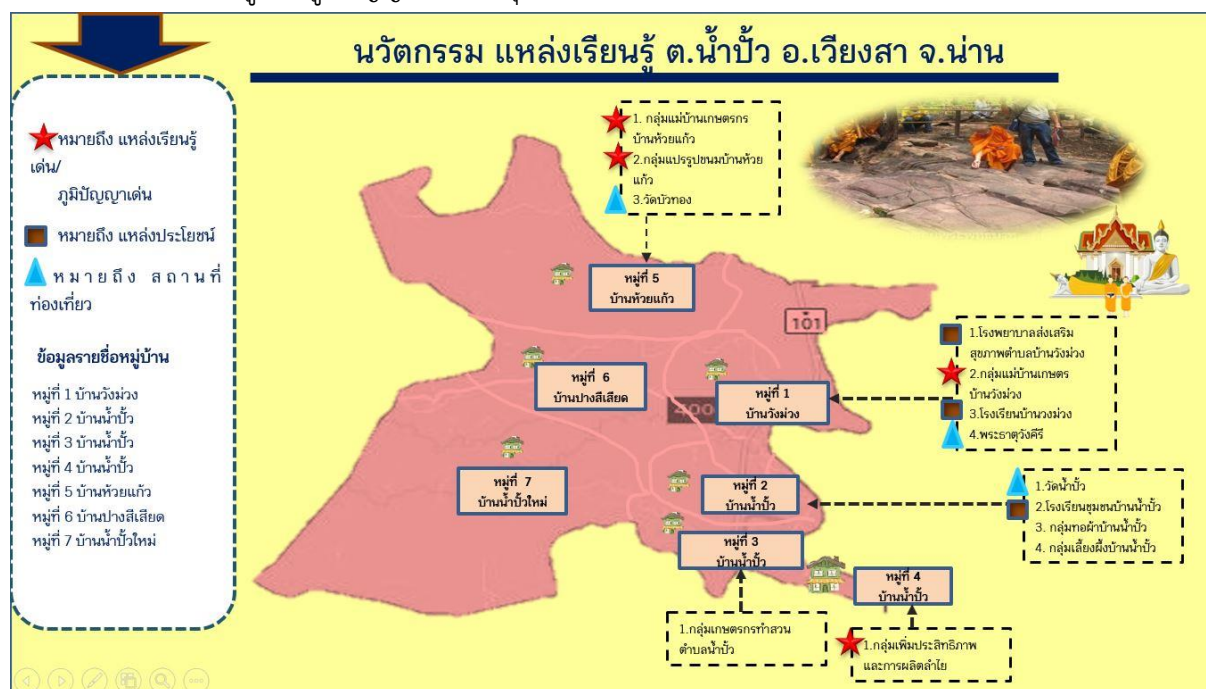 นวัตกรรม แหล่งเรียนรู้ ต.น้ำปั้ว อ.เวียงสา จ.น่าน
หมายถึง แหล่งเรียนรู้
เด่น/
ภูมิปัญญาเด่น
หมายถึง แหล่งประโยชน์
ห ม า ย ถึ ง ส ถ า น ที่
ท่องเที่ยว
ข้อมูลรายชื่อหมู่บ้าน
หมู่ที่ 1 บ้านวังม่วง
หมู่ที่ 2 บ้านน้ำปั้ว
หมู่ที่ 3 บ้านน้ำปั้ว
หมู่ที่ 4 บ้านน้ำปั้ว
หมู่ที่ 5 บ้านห้วยแก้ว
หมู่ที่ 6 บ้านปางสีเสียด
หมู่ที่ 7 บ้านน้ำปั้วใหม่
1. กลุ่มแม่บ้านเกษตรกร
บ้านห้วยแก้ว
2.กลุ่มแปรรูปขนมบ้านห้วย
แก้ว
3.วัดบัวทอง
หมู่ที่ 5
บ้านห้วยแก้ว
101
หมู่ที่ 6
บ้านปางสีเสียด
400
หมู่ที่ 1
บ้านวังม่วง
1.โรงพยาบาลส่งเสริม
สุขภาพตำบลบ้านวังม่วง
2.กลุ่มแม่บ้านเกษตร
บ้านวังม่วง
3.โรงเรียนบ้านวงม่วง
4.พระธาตุวังคีรี
หมู่ที่ 7
บ้านน้ำปั้วใหม่
หมู่ที่ 2
บ้านน้ำปั้ว
1.วัดน้ำปั้ว
2.โรงเรียนชุมชนบ้านน้ำปั้ว
3. กลุ่มทอผ้าบ้านน้ำปั้ว
4. กลุ่มเลี้ยงผึ้งบ้านน้ำปั้ว
หมู่ที่ 3
บ้านน้ำปั้ว
หมู่ที่ 4
บ้านน้ำปั้ว
1.กลุ่มเกษตรกรทำสวน
ตำบลน้ำปั้ว
1.กลุ่มเพิ่มประสิทธิภาพ
และการผลิตลำไย